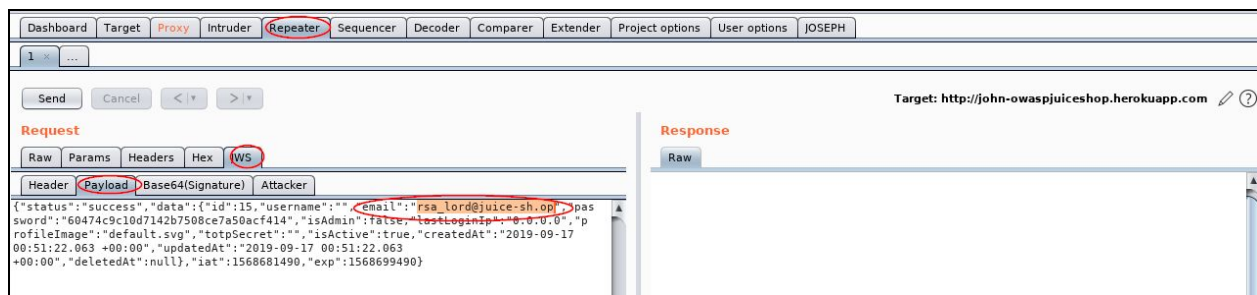 Dashboard Target Proxy Intruder Repeater Sequencer Decoder Comparer Extender Project options User options JOSEPH
1 × ...
Send Cancel < > Target: http://john-owaspjuiceshop.herokuapp.com ?
Request Response
Raw Params Headers Hex JWS Raw
Header Payload Base64(Signature) Attacker
{"status":"success","data":{"id":15,"username":"","email":"rsa_lord@juice-sh.op","pas
sword":"60474c9c10d7142b7508ce7a50acf414","isAdmin":false,"lastLoginIp":"0.0.0.0","p
rofileImage":"default.svg","totpSecret":"","isActive":true,"createdAt":"2019-09-17
00:51:22.063 +00:00","updatedAt":"2019-09-17 00:51:22.063
+00:00","deletedAt":null},"iat":1568681490,"exp":1568699490}